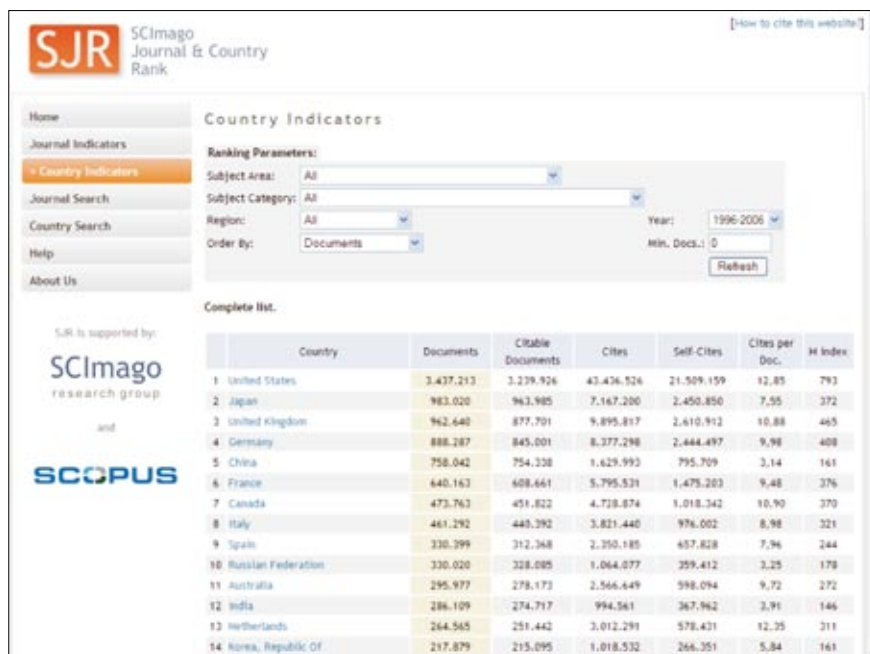 [How to cite this website?]
SJR
SCImago
Journal & Country
Rank
Home
Journal Indicators
Country Indicators
Journal Search
Country Search
Help
About Us
SJR is supported by:
SCImago
research group
and
SCOPUS
Country Indicators
Ranking Parameters:
Subject Area: All
Subject Category: All
Region: All Year: 1996-2006
Order By: Documents Min. Docs.: 0
Refresh
Complete list.
Country Documents Citable Documents Cites Self-Cites Cites per Doc. H Index
1 United States 3.437.213 3.239.926 43.436.526 21.509.159 12,85 793
2 Japan 983.020 963.985 7.167.200 2.450.850 7,55 372
3 United Kingdom 962.640 877.701 9.895.817 2.610.912 10,88 465
4 Germany 888.287 845.001 8.377.298 2.444.497 9,98 408
5 China 758.042 754.338 1.629.993 795.709 3,14 161
6 France 640.163 608.661 5.795.531 1.475.203 9,48 376
7 Canada 473.763 451.822 4.728.874 1.018.342 10,90 370
8 Italy 461.292 440.392 3.821.440 976.002 8,98 321
9 Spain 330.399 312.368 2.350.185 657.828 7,96 244
10 Russian Federation 330.020 328.085 1.064.077 359.412 3,25 178
11 Australia 295.977 278.173 2.566.649 598.094 9,72 272
12 India 286.109 274.717 994.561 367.962 3,91 146
13 Netherlands 264.565 251.442 3.012.291 578.431 12,35 311
14 Korea, Republic Of 217.879 215.095 1.018.532 266.351 5,84 161